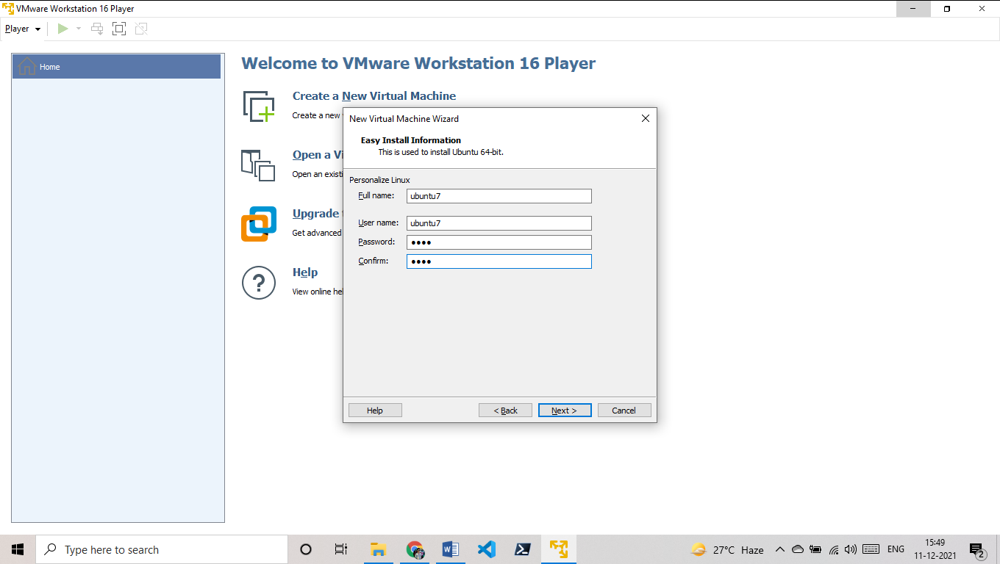 VMware Workstation 16 Player
Player
Home
Welcome to VMware Workstation 16 Player
Create a New Virtual Machine
Create a new
Open a Vi
Open an existi
Upgrade
Get advanced
Help
View online hel
New Virtual Machine Wizard
Easy Install Information
This is used to install Ubuntu 64-bit.
Personalize Linux
Full name: ubuntu7
User name: ubuntu7
Password: ●●●●
Confirm: ●●●●
Help < Back Next > Cancel
Type here to search
27°C Haze
ENG
15:49
11-12-2021
2